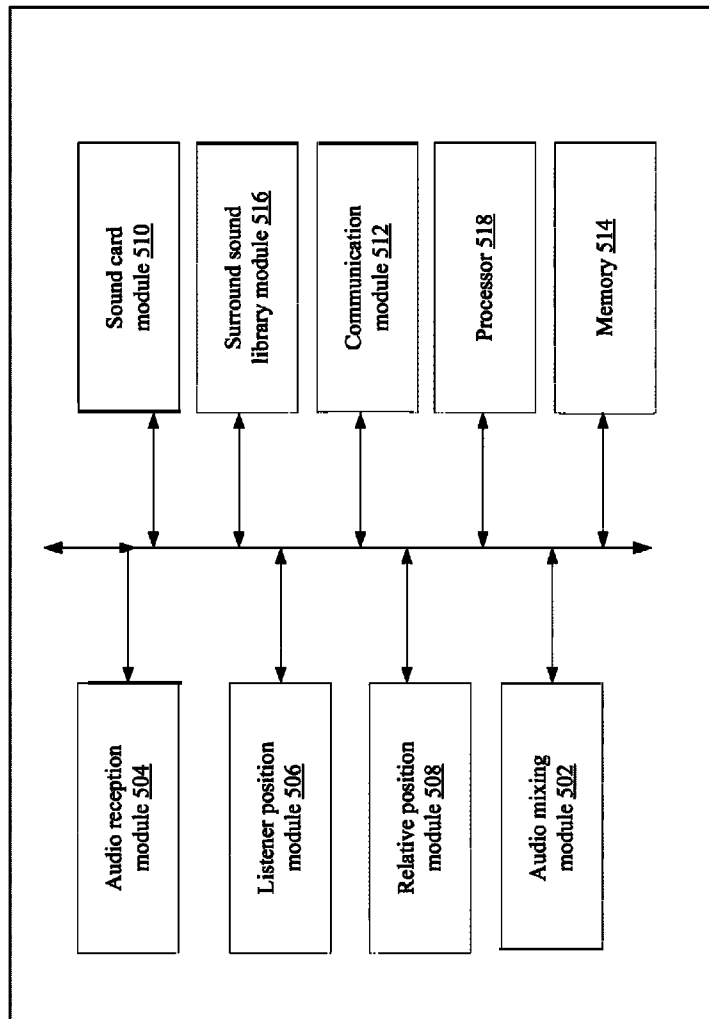 Sound card
module 510
Surround sound
library module 516
Communication
module 512
Processor 518
Memory 514
Audio reception
module 504
Listener position
module 506
Relative position
module 508
Audio mixing
module 502